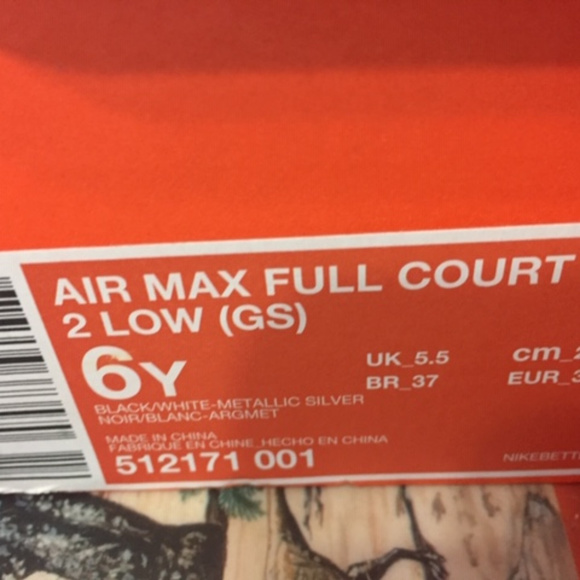 AIR MAX FULL COURT
2 LOW (GS)
6Y
UK_5.5
BR_37
BLACK/WHITE-METALLIC SILVER
NOIR/BLANC-ARGMET
MADE IN CHINA
FABRIQUÉ EN CHINE_HECHO EN CHINA
512171 001